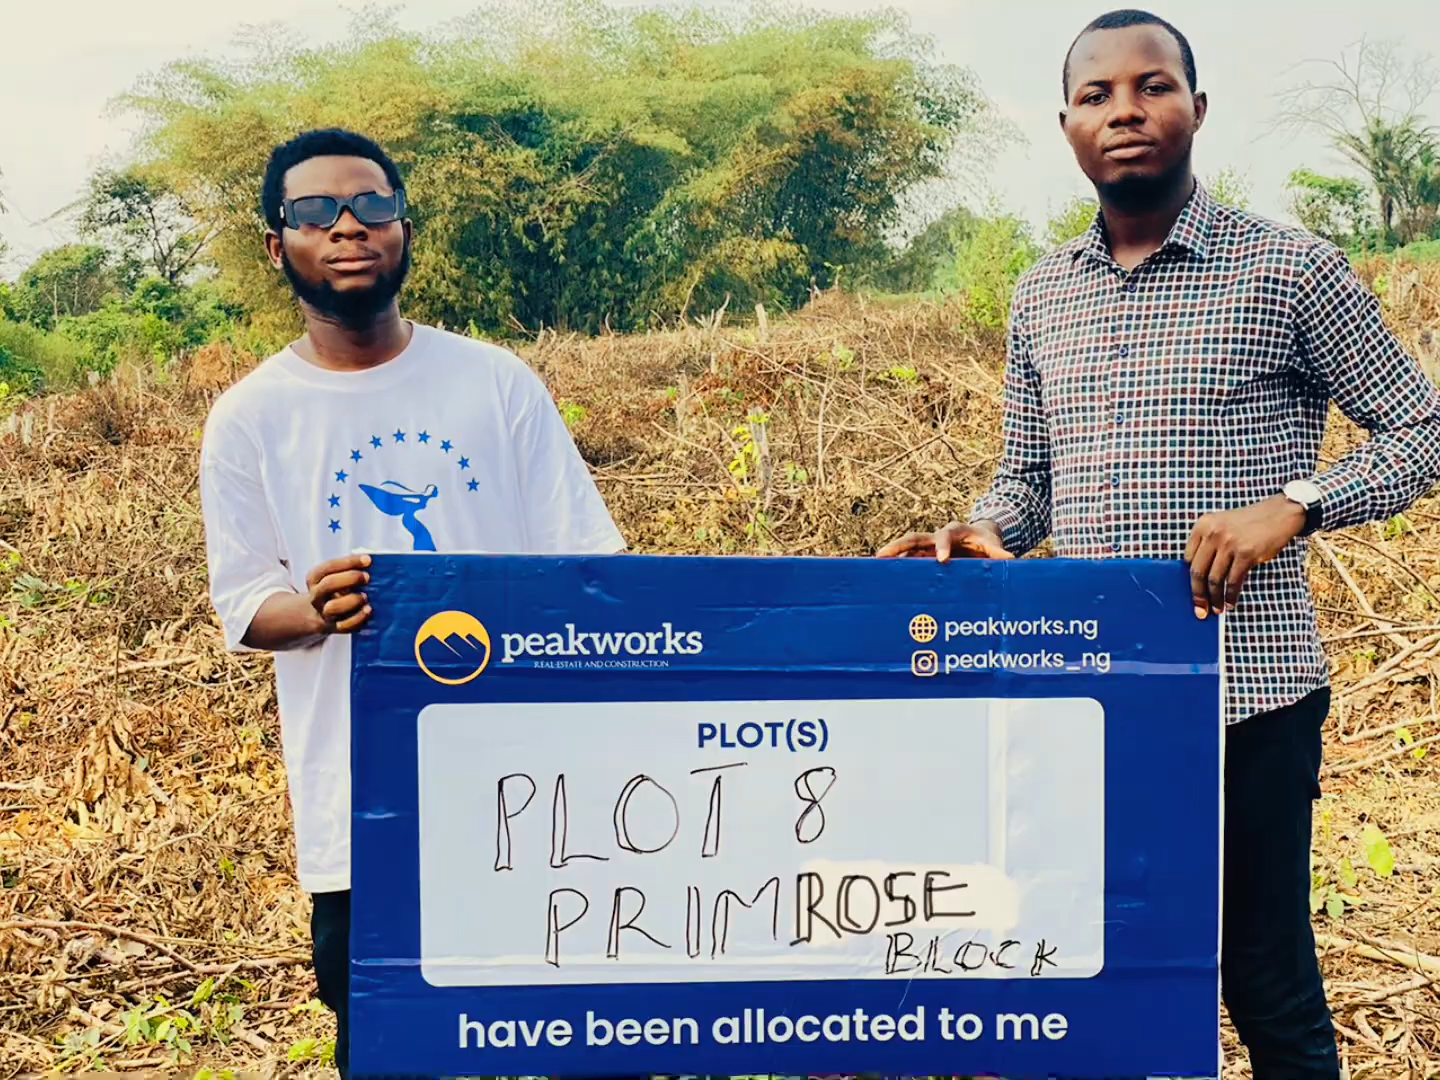 peakworks
REAL ESTATE AND CONSTRUCTION
peakworks.ng
peakworks_ng
PLOT(S)
PLOT 8
PRIMROSE
BLOCK
have been allocated to me